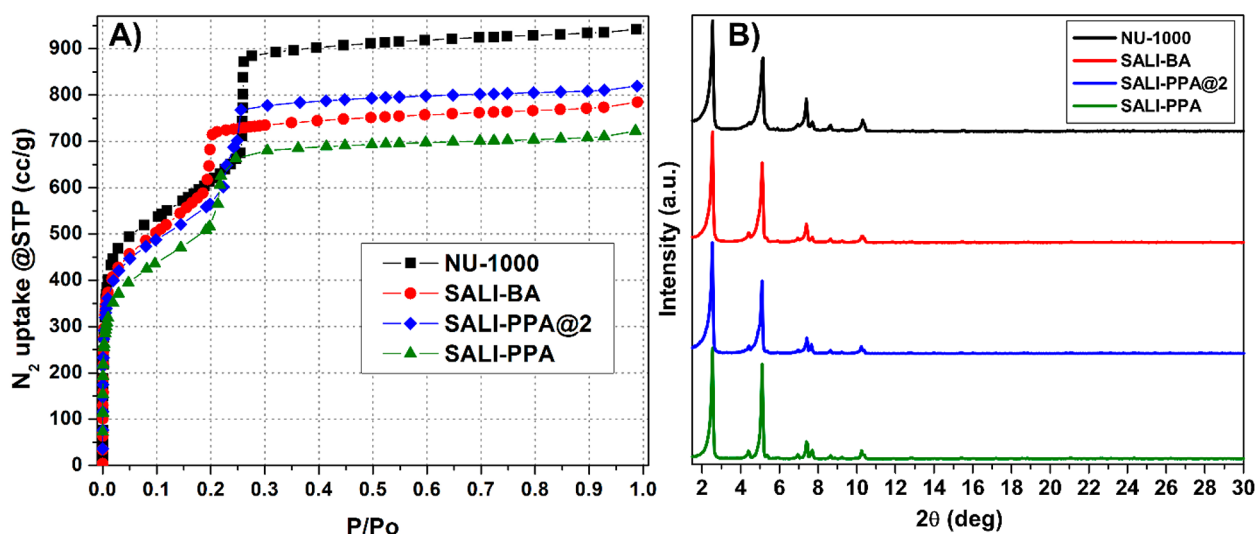 A)
N₂ uptake @STP (cc/g)
900
800
700
600
500
400
300
200
100
0
NU-1000
SALI-BA
SALI-PPA@2
SALI-PPA
0.0 0.1 0.2 0.3 0.4 0.5 0.6 0.7 0.8 0.9 1.0
P/Po
B)
Intensity (a.u.)
NU-1000
SALI-BA
SALI-PPA@2
SALI-PPA
2 4 6 8 10 12 14 16 18 20 22 24 26 28 30
2θ (deg)